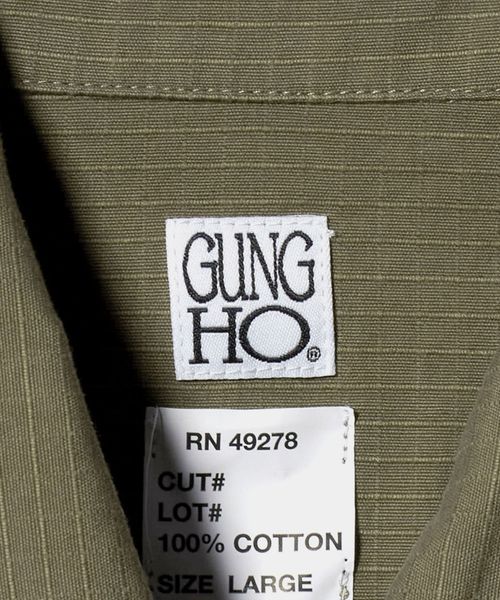 GUNG
HO®
RN 49278
CUT#
LOT#
100% COTTON
SIZE LARGE